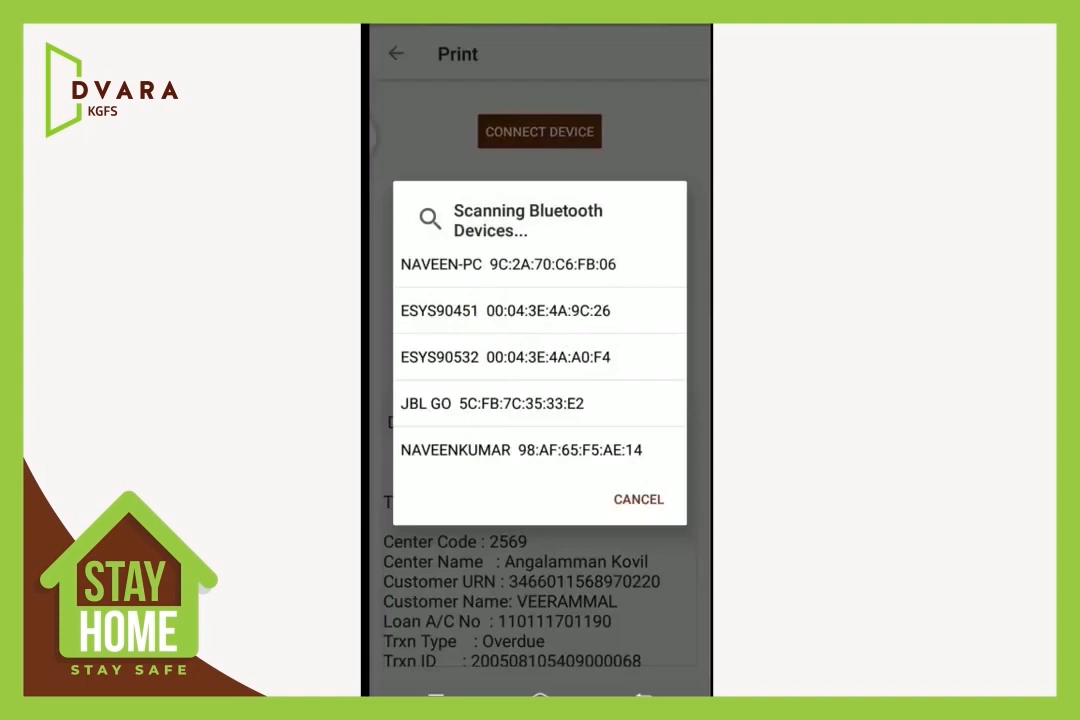 DVARA
KGFS
Print
CONNECT DEVICE
Scanning Bluetooth
Devices...
NAVEEN-PC 9C:2A:70:C6:FB:06
ESYS90451 00:04:3E:4A:9C:26
ESYS90532 00:04:3E:4A:A0:F4
JBL GO 5C:FB:7C:35:33:E2
NAVEENKUMAR 98:AF:65:F5:AE:14
CANCEL
Center Code : 2569
Center Name : Angalamman Kovil
Customer URN : 3466011568970220
Customer Name: VEERAMMAL
Loan A/C No : 110111701190
Trxn Type : Overdue
Trxn ID : 200508105409000068
STAY
HOME
STAY SAFE